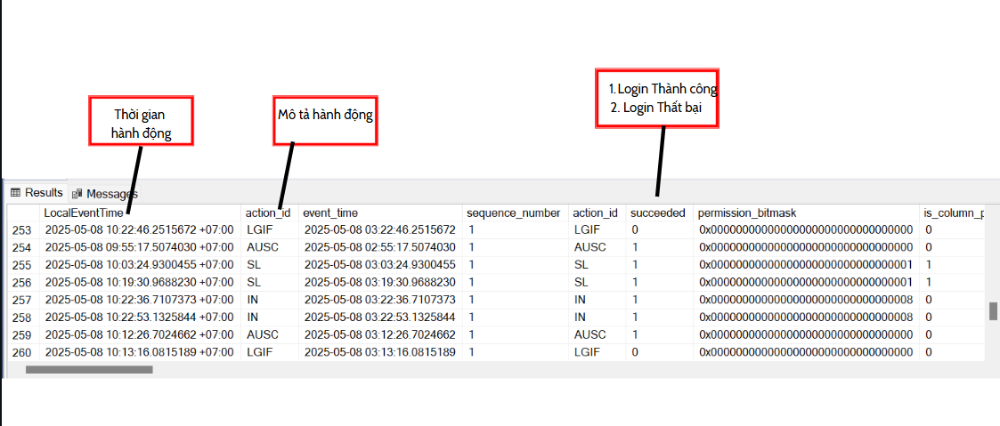 1. Login Thành công
2. Login Thất bại
Thời gian
hành động
Mô tả hành động
Results Messages
LocalEventTime action_id event_time sequence_number action_id succeeded permission_bitmask is_column_p
253 2025-05-08 10:22:46.2515672 +07:00 LGIF 2025-05-08 03:22:46.2515672 1 LGIF 0 0x00000000000000000000000000000000 0
254 2025-05-08 09:55:17.5074030 +07:00 AUSC 2025-05-08 02:55:17.5074030 1 AUSC 1 0x00000000000000000000000000000000 0
255 2025-05-08 10:03:24.9300455 +07:00 SL 2025-05-08 03:03:24.9300455 1 SL 1 0x00000000000000000000000000000001 1
256 2025-05-08 10:19:30.9688230 +07:00 SL 2025-05-08 03:19:30.9688230 1 SL 1 0x00000000000000000000000000000001 1
257 2025-05-08 10:22:36.7107373 +07:00 IN 2025-05-08 03:22:36.7107373 1 IN 1 0x00000000000000000000000000000008 0
258 2025-05-08 10:22:53.1325844 +07:00 IN 2025-05-08 03:22:53.1325844 1 IN 1 0x00000000000000000000000000000008 0
259 2025-05-08 10:12:26.7024662 +07:00 AUSC 2025-05-08 03:12:26.7024662 1 AUSC 1 0x00000000000000000000000000000000 0
260 2025-05-08 10:13:16.0815189 +07:00 LGIF 2025-05-08 03:13:16.0815189 1 LGIF 0 0x00000000000000000000000000000000 0